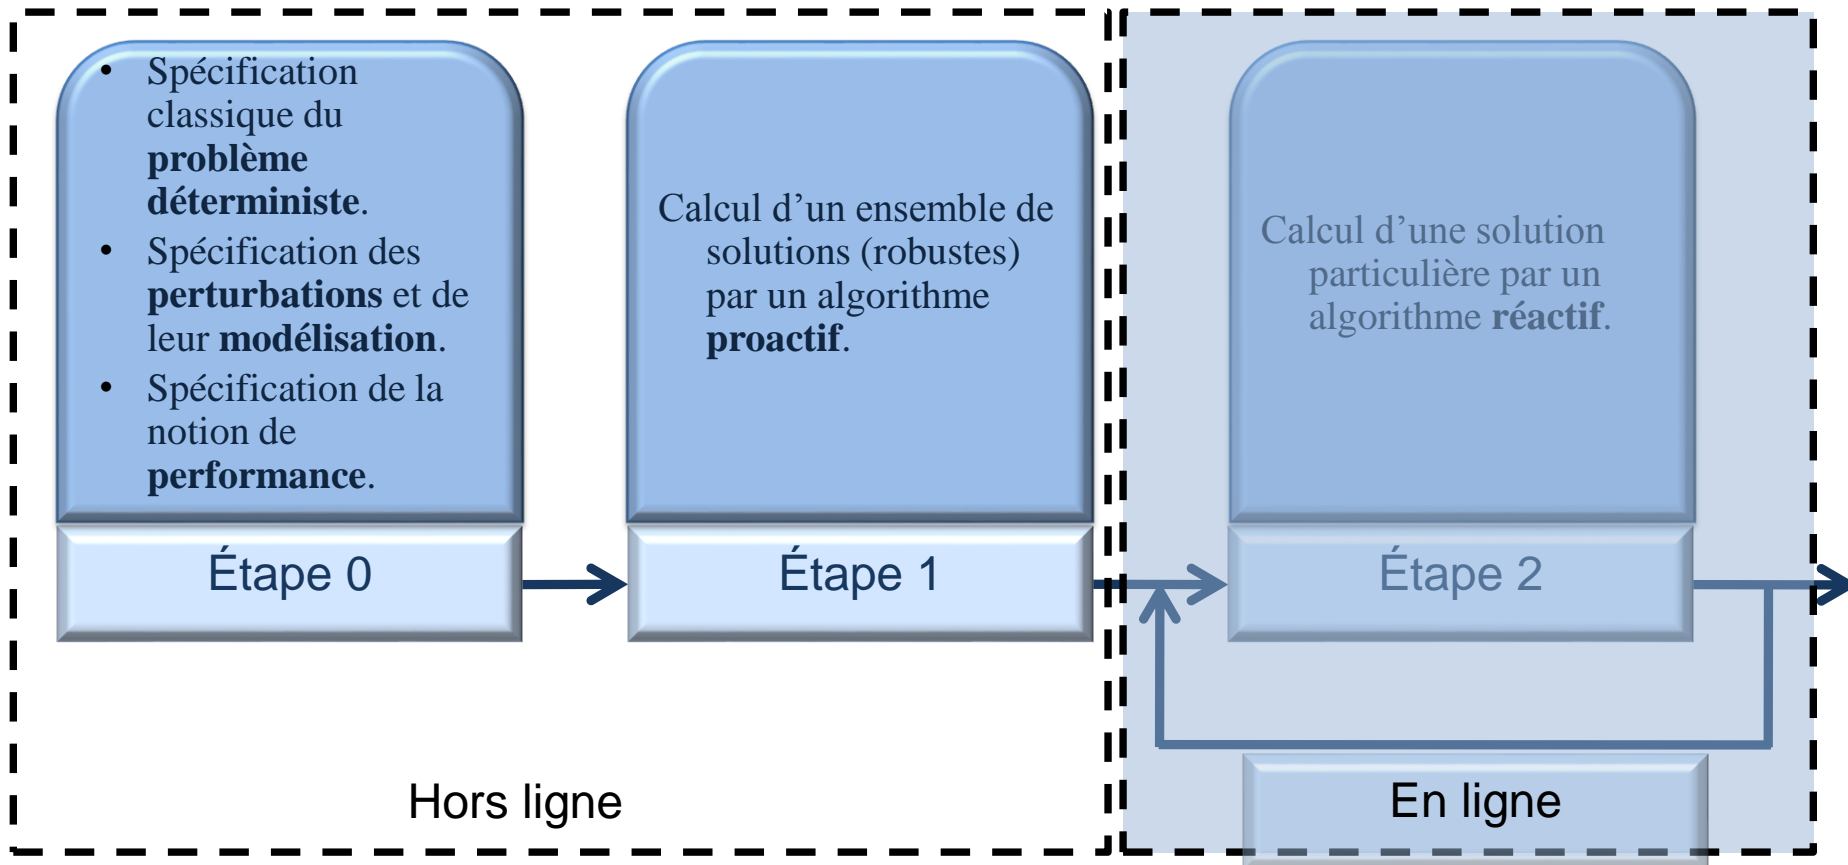 • Spécification
classique du
problème
déterministe.
• Spécification des
perturbations et de
leur modélisation.
• Spécification de la
notion de
performance.
Étape 0
Calcul d’un ensemble de
solutions (robustes)
par un algorithme
proactif.
Étape 1
Hors ligne
Calcul d’une solution
particulière par un
algorithme réactif.
Étape 2
En ligne